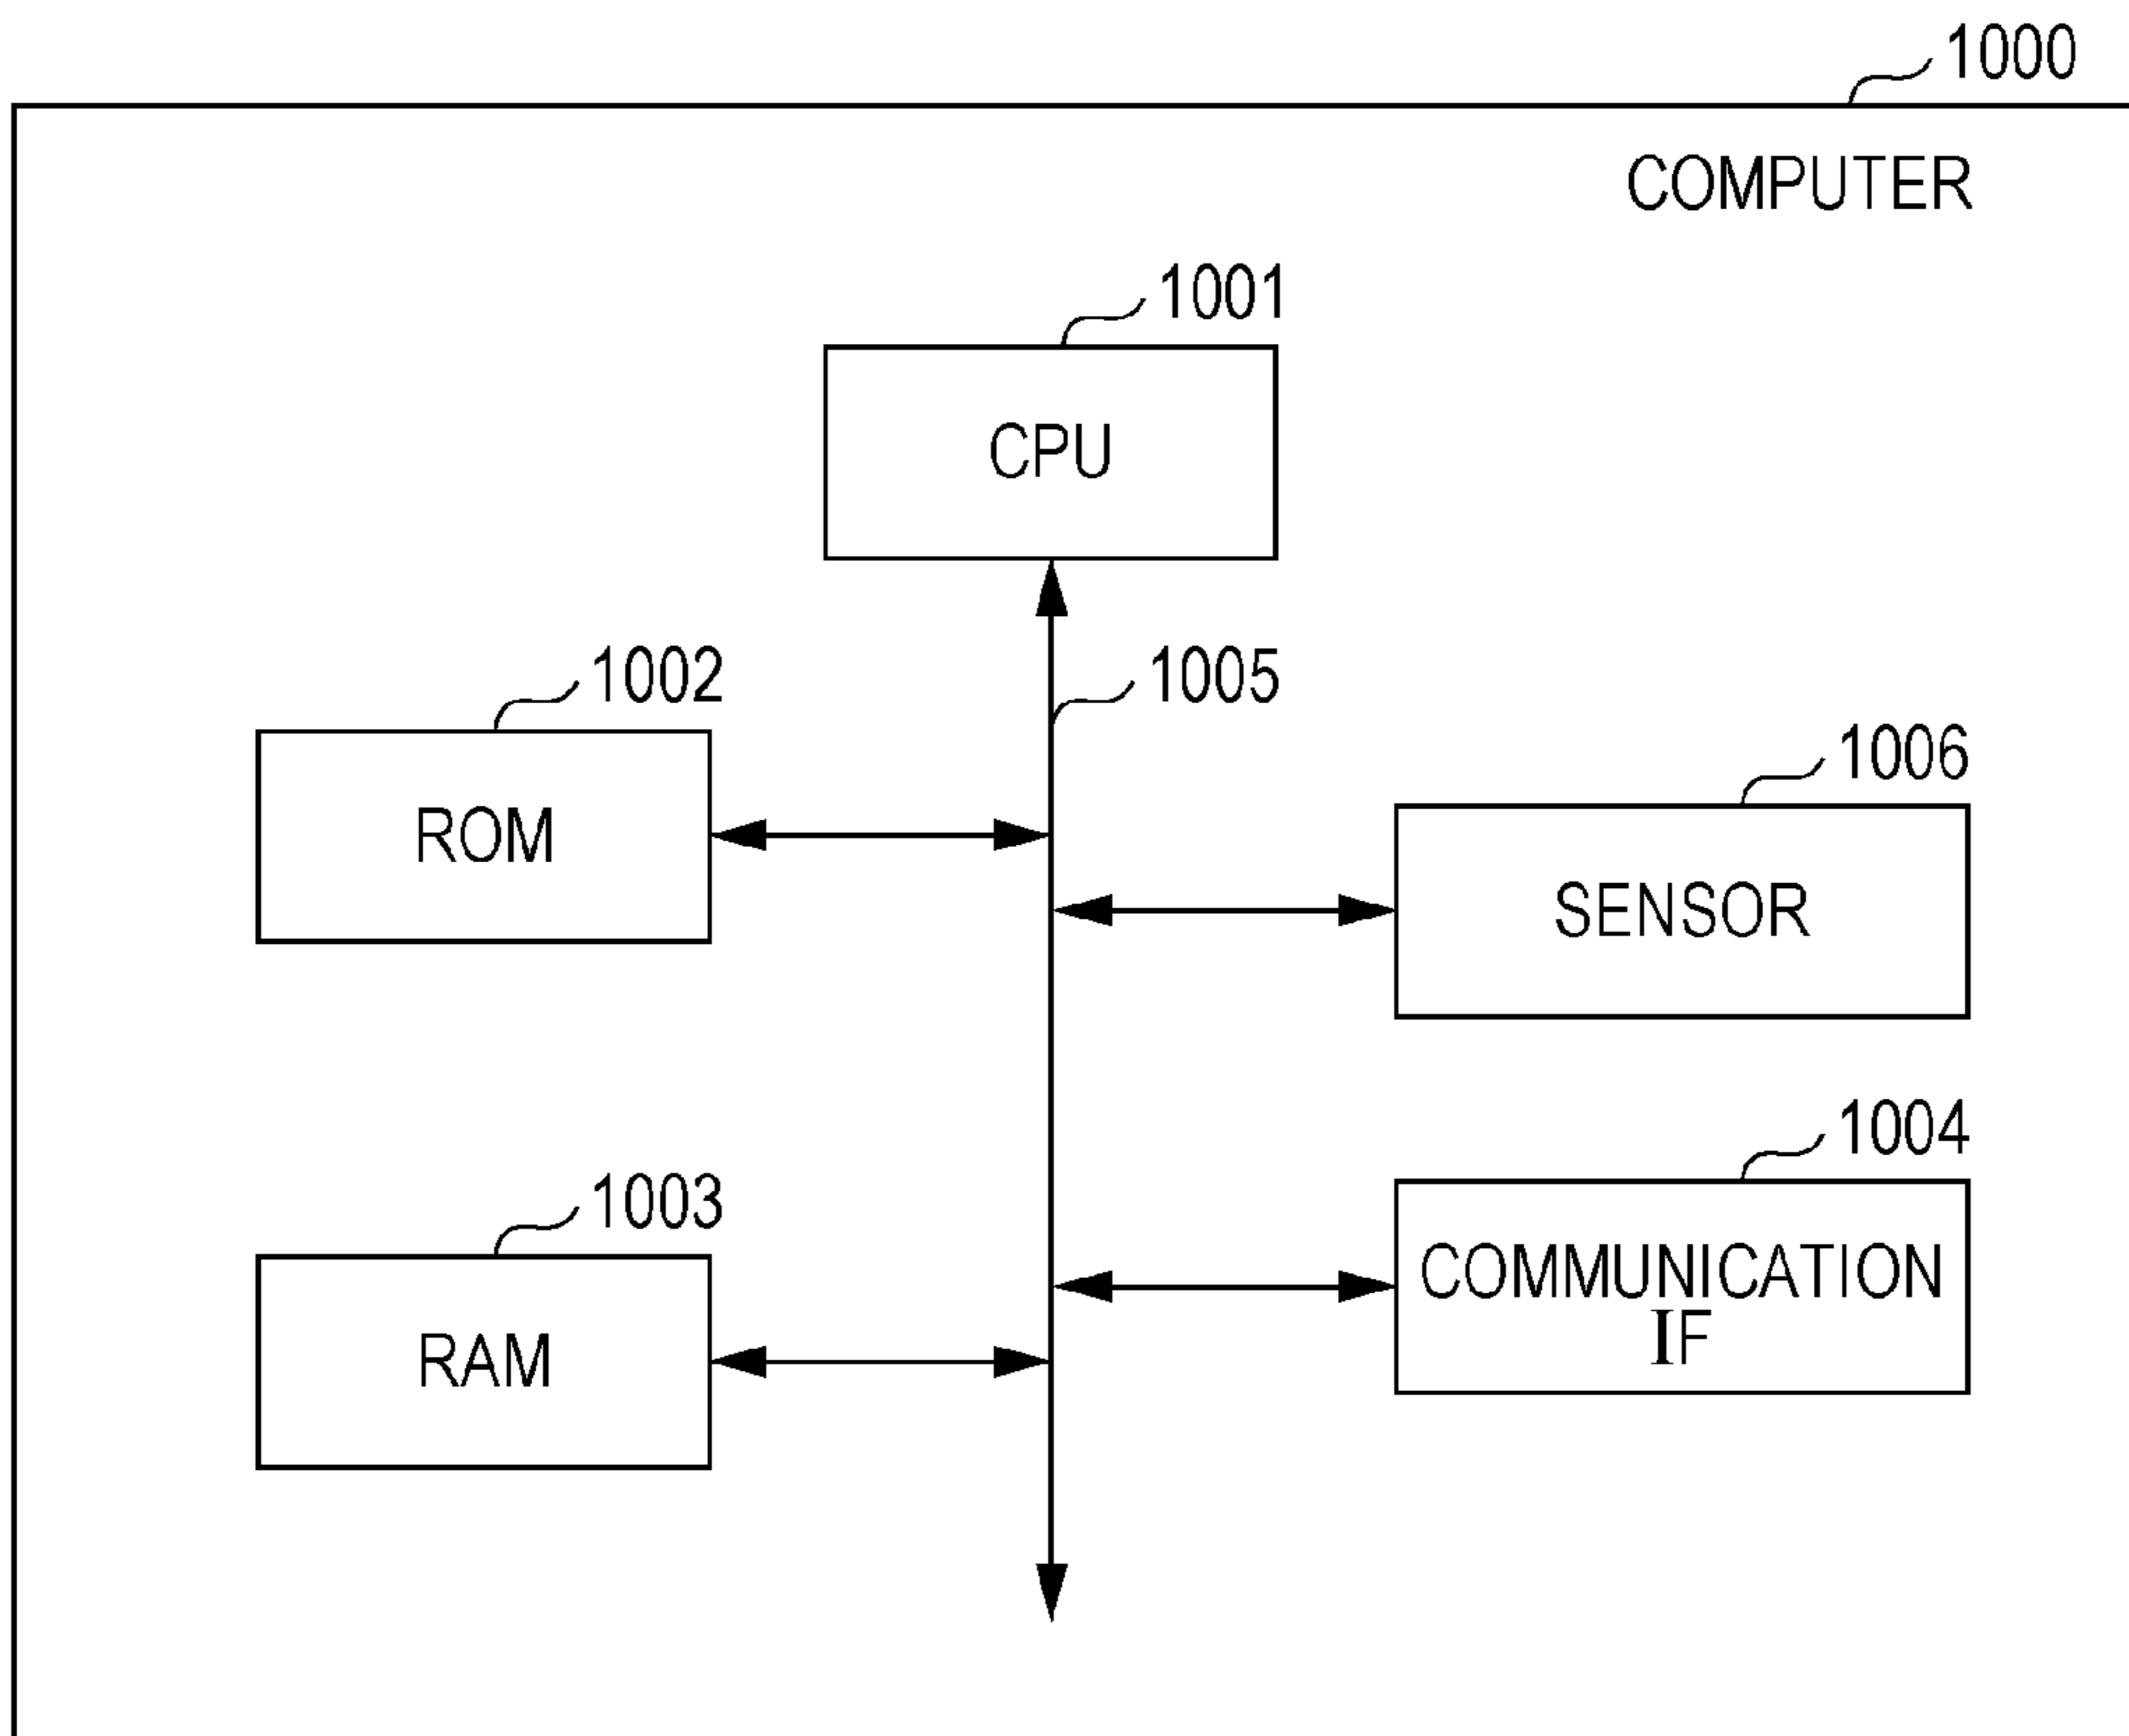 1000
COMPUTER
1001
CPU
1002
1005
ROM
1006
SENSOR
1003
RAM
1004
COMMUNICATION
IF